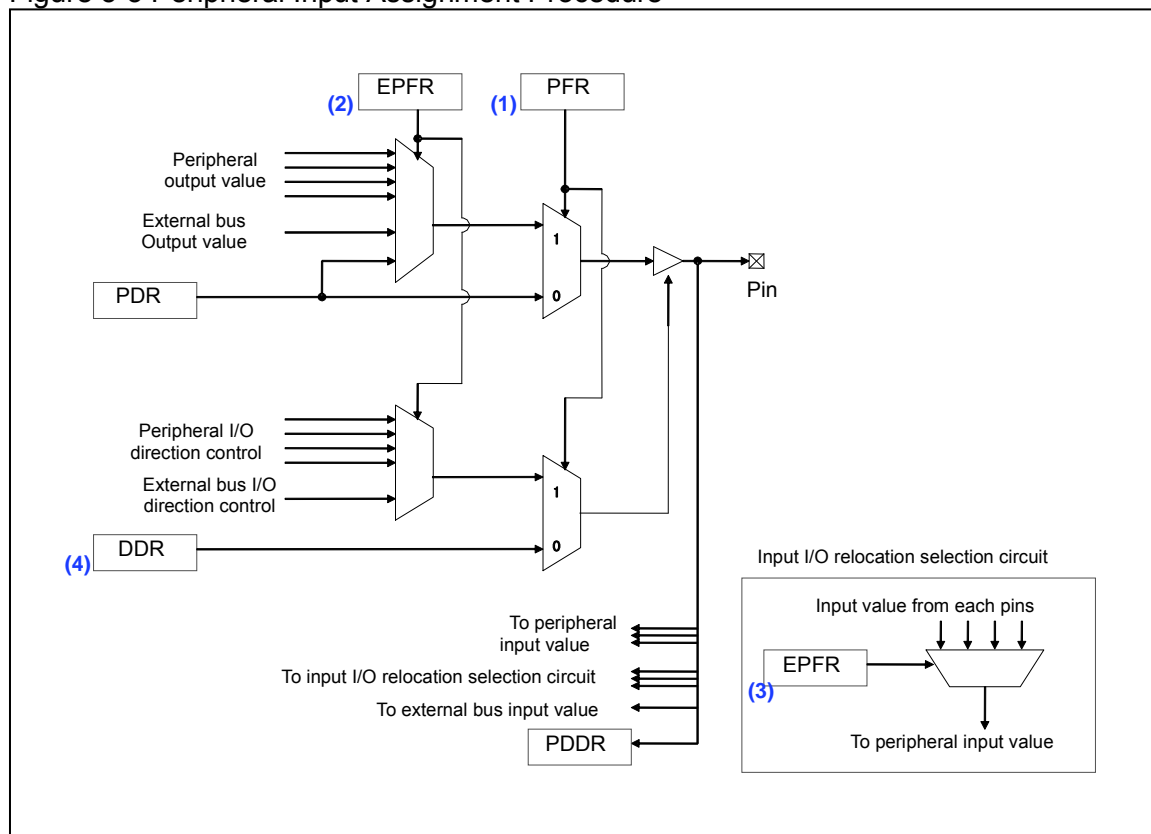 Figure 5-5 Peripheral Input Assignment Procedure
EPFR
(2)
PFR
(1)
Peripheral
output value
External bus
Output value
1
0
PDR
Pin
Peripheral I/O
direction control
External bus I/O
direction control
1
0
DDR
(4)
Input I/O relocation selection circuit
Input value from each pins
EPFR
(3)
To peripheral input value
To peripheral
input value
To input I/O relocation selection circuit
To external bus input value
PDDR